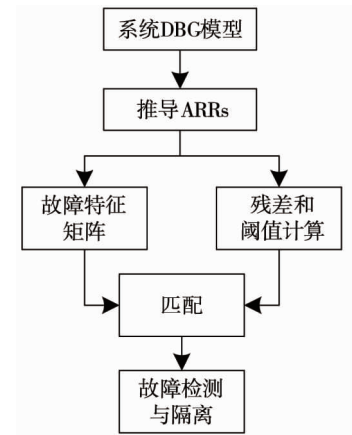 系统DBG模型
推导ARRs
故障特征
矩阵
残差和
阈值计算
匹配
故障检测
与隔离